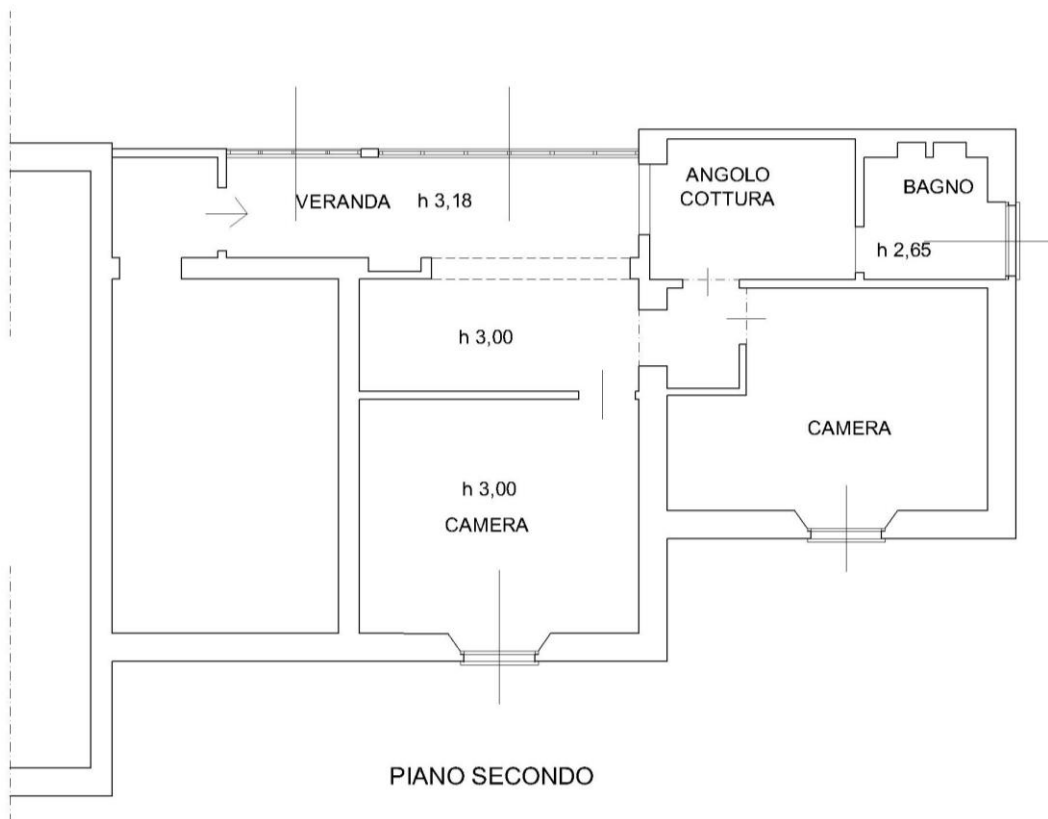 VERANDA h 3,18
ANGOLO
COTTURA
BAGNO
h 2,65
h 3,00
CAMERA
h 3,00
CAMERA
PIANO SECONDO